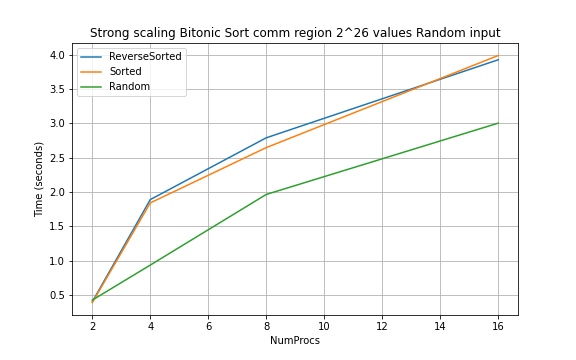 Strong scaling Bitonic Sort comm region 2^26 values Random input
ReverseSorted
Sorted
Random
Time (seconds)
4.0
3.5
3.0
2.5
2.0
1.5
1.0
0.5
2 4 6 8 10 12 14 16
NumProcs